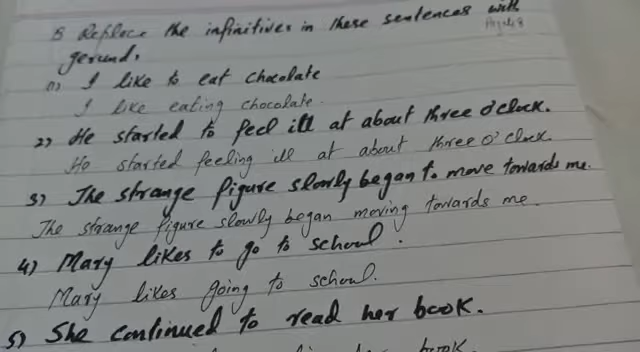 B Replace the infinitives in these sentences with
gerund.
1) I like to eat chocolate
I like eating chocolate.
2) He started to feel ill at about three o'clock.
He started feeling ill at about three o'clock.
3) The strange figure slowly began to move towards me.
The strange figure slowly began moving towards me.
4) Mary likes to go to school.
Mary likes going to school.
5) She continued to read her book.
her book.